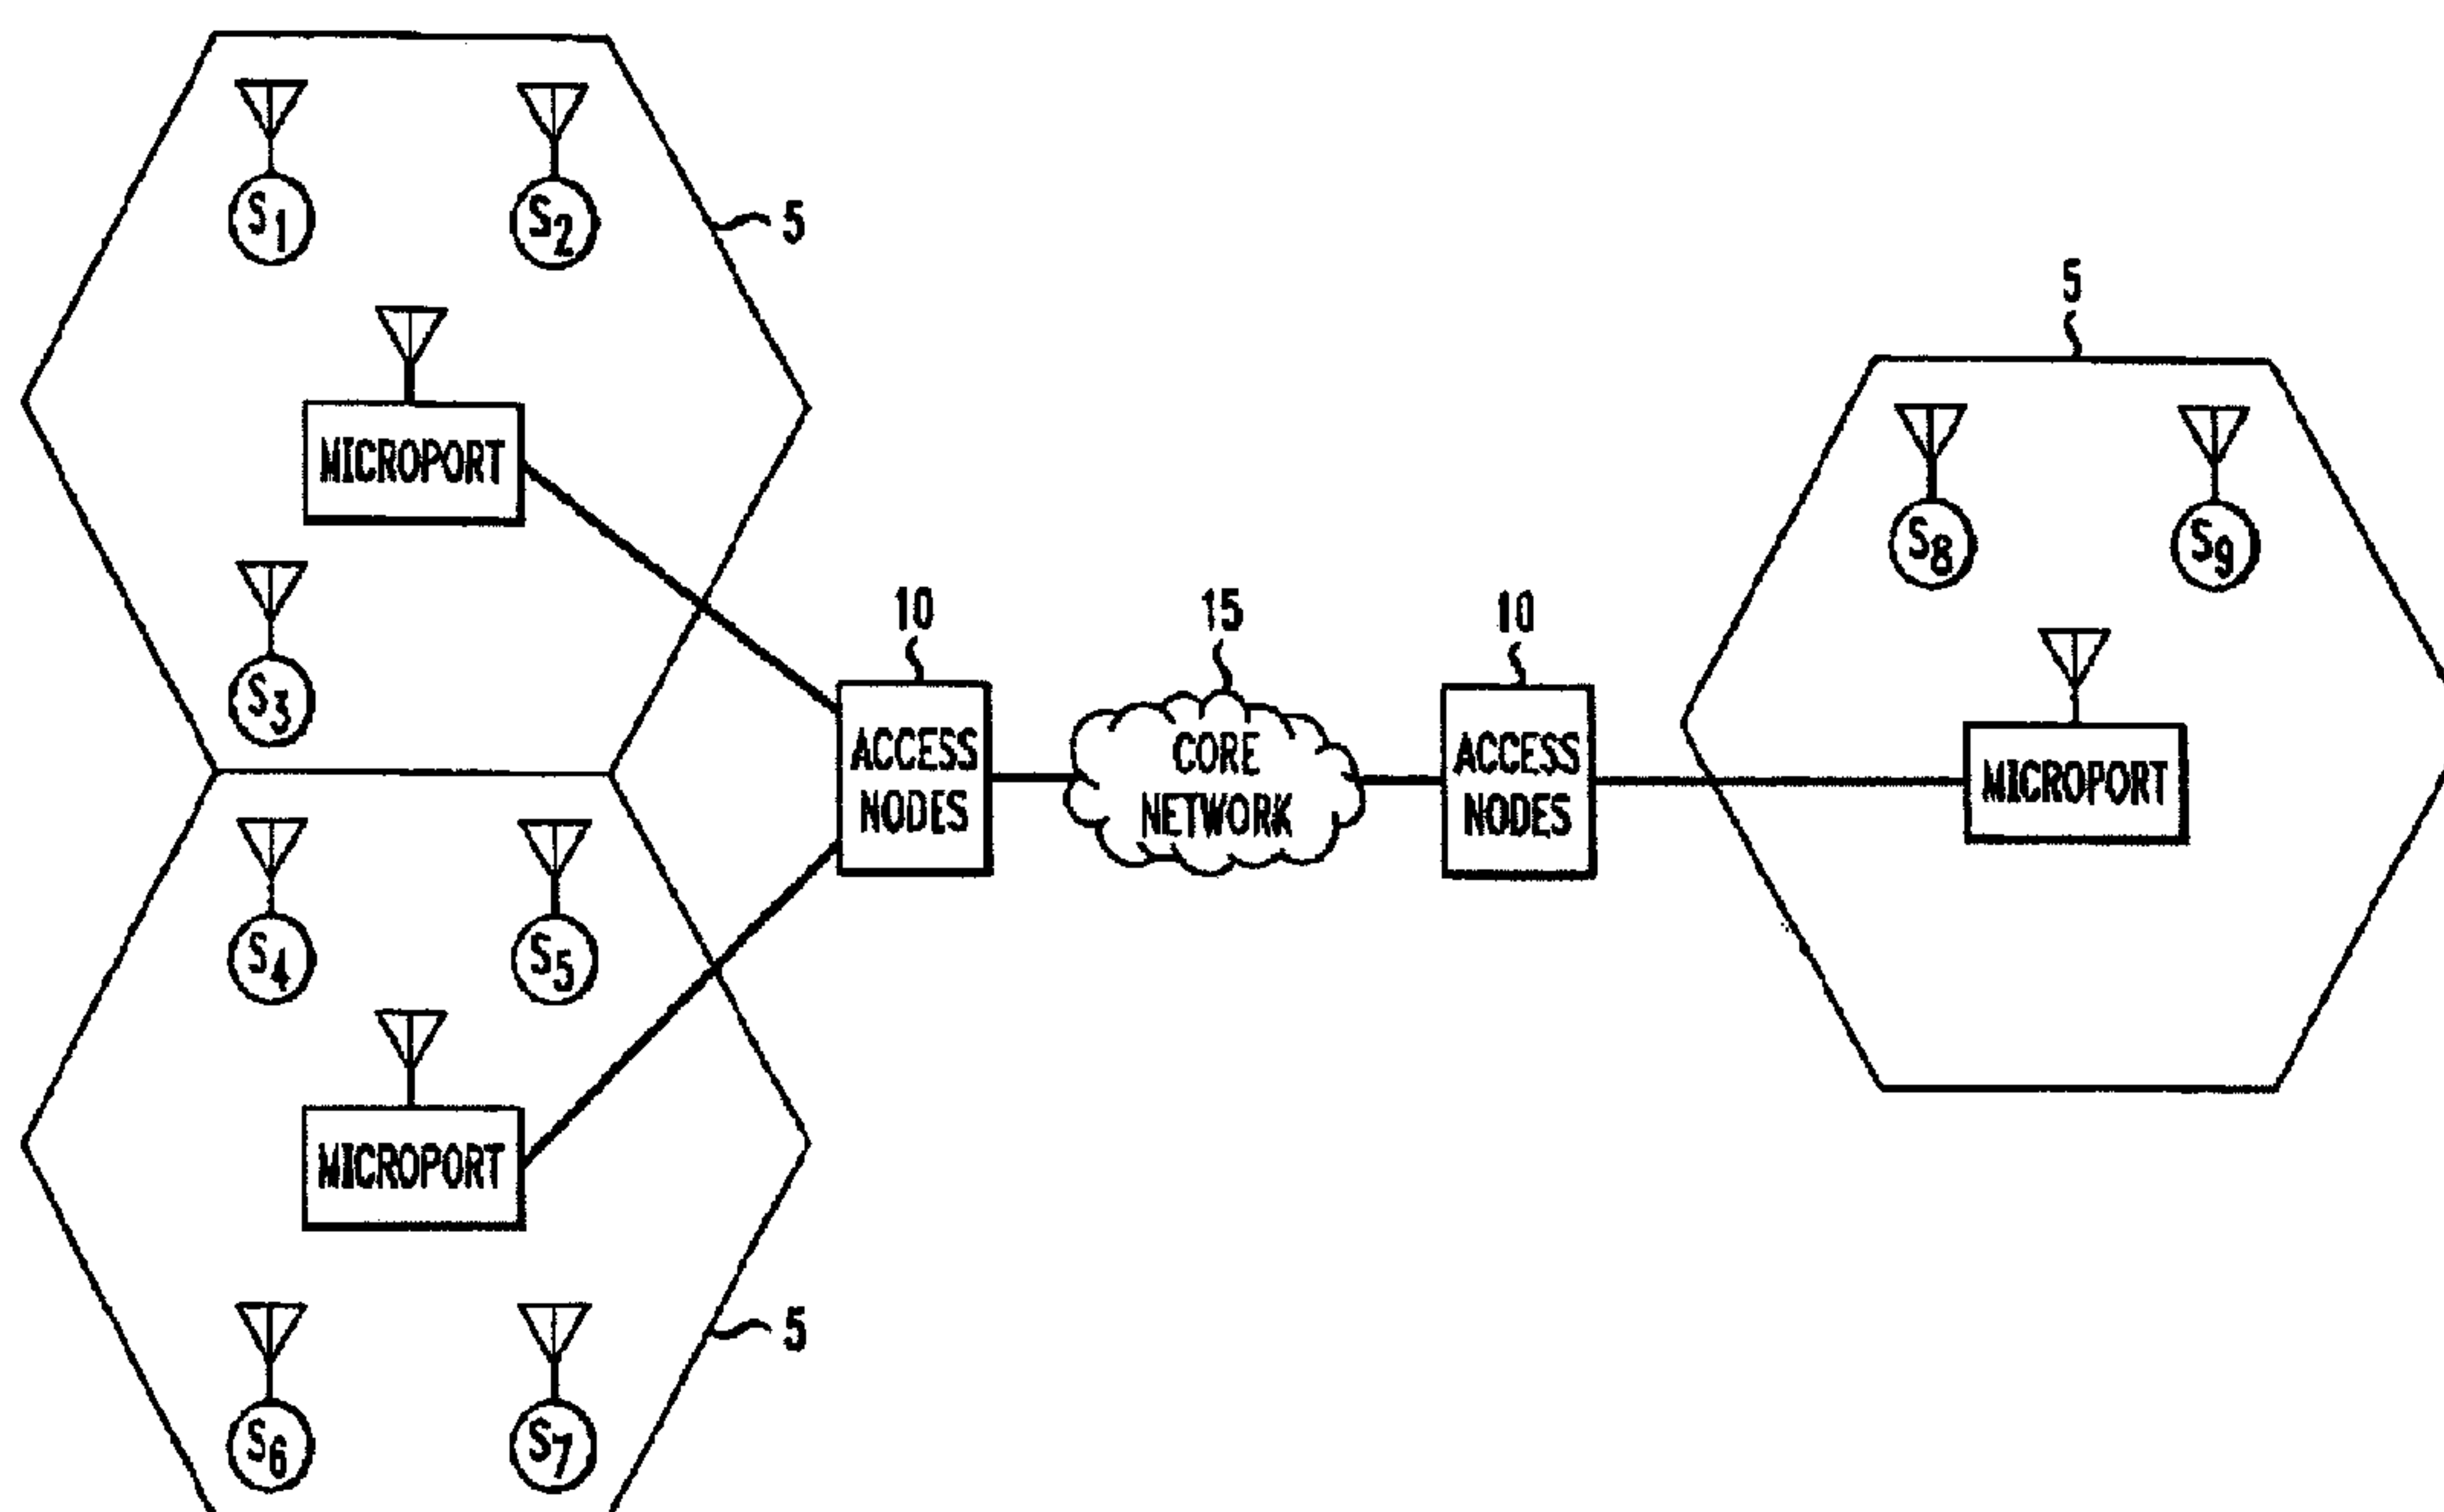 S1
S2
5
MICROPORT
S3
S4
S5
MICROPORT
S6
S7
5
10
ACCESS
NODES
15
CORE
NETWORK
10
ACCESS
NODES
5
S8
S9
MICROPORT